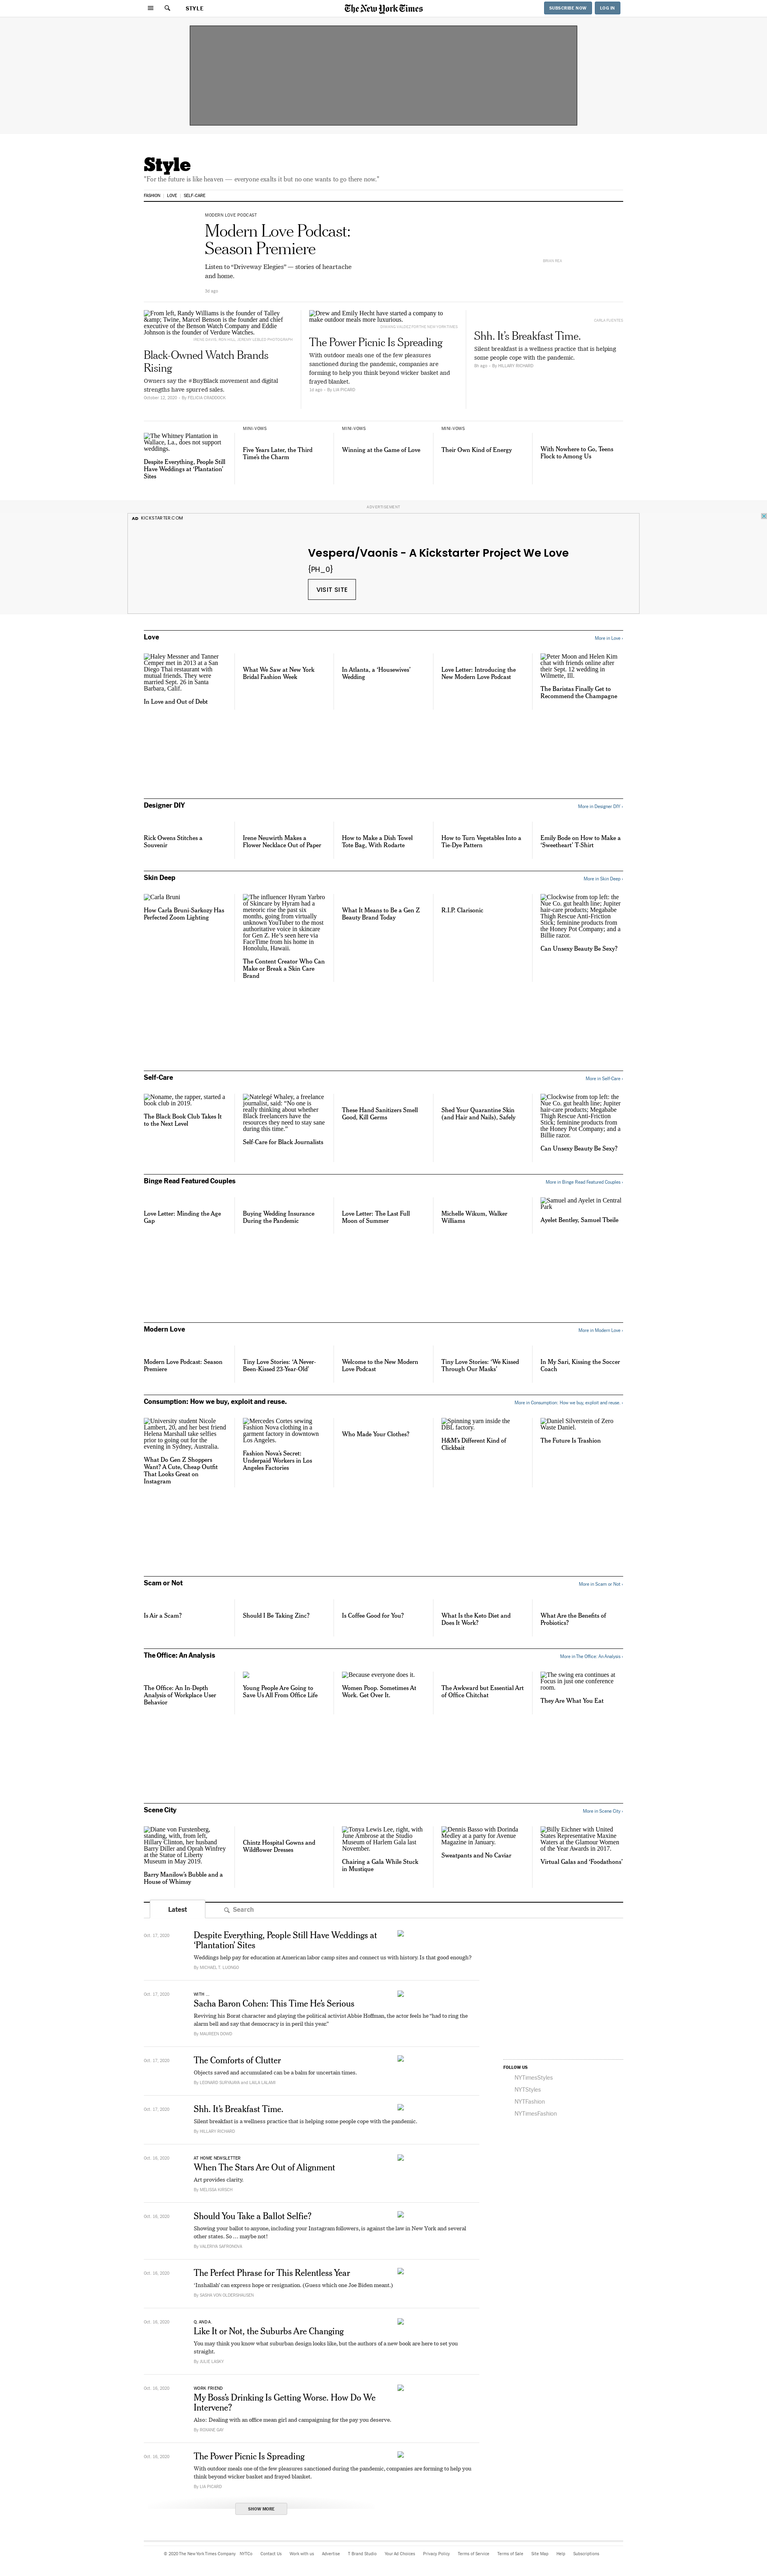 STYLE
The New York Times
SUBSCRIBE NOW
LOG IN
Style
"For the future is like heaven — everyone exalts it but no one wants to go there now."
FASHION
LOVE
SELF-CARE
MODERN LOVE PODCAST
Modern Love Podcast:
Season Premiere
Listen to “Driveway Elegies” — stories of heartache
and home.
BRIAN REA
From left, Randy Williams is the founder of Talley
&amp; Twine, Marcel Benson is the founder and chief
executive of the Benson Watch Company and Eddie
Johnson is the founder of Verdure Watches.
Black-Owned Watch Brands
Rising
Owners say the #BuyBlack movement and digital
strengths have spurred sales.
October 12, 2020 – By FELICIA CRADDOCK
Drew and Emily Hecht have started a company to
make outdoor meals more luxurious.
The Power Picnic Is Spreading
With outdoor meals one of the few pleasures
sanctioned during the pandemic, companies are
forming to help you think beyond wicker basket and
frayed blanket.
1d ago – By LIA PICARD
Shh. It’s Breakfast Time.
Silent breakfast is a wellness practice that is helping
some people cope with the pandemic.
By HILLARY RICHARD
The Whitney Plantation in
Wallace, La., does not support
weddings.
Despite Everything, People Still
Have Weddings at ‘Plantation’
Sites
MINI-VOWS
Five Years Later, the Third
Time’s the Charm
MINI-VOWS
Winning at the Game of Love
MINI-VOWS
Their Own Kind of Energy
With Nowhere to Go, Teens
Flock to Among Us
ADVERTISEMENT
AD KICKSTARTER.COM
Vespera/Vaonis - A Kickstarter Project We Love
{PH_0}
VISIT SITE
Love
More in Love ›
Haley Messner and Tanner
Cemper met in 2013 at a San
Diego Thai restaurant with
mutual friends. They were
married Sept. 26 in Santa
Barbara, Calif.
In Love and Out of Debt
What We Saw at New York
Bridal Fashion Week
In Atlanta, a ‘Housewives’
Wedding
Love Letter: Introducing the
New Modern Love Podcast
Peter Moon and Helen Kim
chat with friends online after
their Sept. 12 wedding in
Wilmette, Ill.
The Baristas Finally Get to
Recommend the Champagne
Designer DIY
More in Designer DIY ›
Rick Owens Stitches a
Souvenir
Irene Neuwirth Makes a
Flower Necklace Out of Paper
How to Make a Dish Towel
Tote Bag, With Rodarte
How to Turn Vegetables Into a
Tie-Dye Pattern
Emily Bode on How to Make a
‘Sweetheart’ T-Shirt
Skin Deep
More in Skin Deep ›
Carla Bruni
How Carla Bruni-Sarkozy Has
Perfected Zoom Lighting
The influencer Hyram Yarbro
of Skincare by Hyram had a
meteoric rise the past six
months, going from virtually
unknown YouTuber to the most
authoritative voice in skincare
for Gen Z. He’s seen here via
FaceTime from his home in
Honolulu, Hawaii.
The Content Creator Who Can
Make or Break a Skin Care
Brand
What It Means to Be a Gen Z
Beauty Brand Today
R.I.P. Clarisonic
Clockwise from top left: the
Nue Co. gut health line; Jupiter
hair-care products; Megababe
Thigh Rescue Anti-Friction
Stick; feminine products from
the Honey Pot Company; and a
Billie razor.
Can Unsexy Beauty Be Sexy?
Self-Care
More in Self-Care ›
Noname, the rapper, started a
book club in 2019.
The Black Book Club Takes It
to the Next Level
Natelegé Whaley, a freelance
journalist, said: “No one is
really thinking about whether
Black freelancers have the
resources they need to stay sane
during this time.”
Self-Care for Black Journalists
These Hand Sanitizers Smell
Good, Kill Germs
Shed Your Quarantine Skin
(and Hair and Nails), Safely
Clockwise from top left: the
Nue Co. gut health line; Jupiter
hair-care products; Megababe
Thigh Rescue Anti-Friction
Stick; feminine products from
the Honey Pot Company; and a
Billie razor.
Can Unsexy Beauty Be Sexy?
Binge Read Featured Couples
More in Binge Read Featured Couples ›
Love Letter: Minding the Age
Gap
Buying Wedding Insurance
During the Pandemic
Love Letter: The Last Full
Moon of Summer
Michelle Wikum, Walker
Williams
Samuel and Ayelet in Central
Park
Ayelet Bentley, Samuel Tbeile
Modern Love
More in Modern Love ›
Modern Love Podcast: Season
Premiere
Tiny Love Stories: ‘A Never-
Been-Kissed 23-Year-Old’
Welcome to the New Modern
Love Podcast
Tiny Love Stories: ‘We Kissed
Through Our Masks’
In My Sari, Kissing the Soccer
Coach
Consumption: How we buy, exploit and reuse.
More in Consumption: How we buy, exploit and reuse. ›
University student Nicole
Lambert, 20, and her best friend
Helena Marshall take selfies
prior to going out for the
evening in Sydney, Australia.
What Do Gen Z Shoppers
Want? A Cute, Cheap Outfit
That Looks Great on
Instagram
Mercedes Cortes sewing
Fashion Nova clothing in a
garment factory in downtown
Los Angeles.
Fashion Nova’s Secret:
Underpaid Workers in Los
Angeles Factories
Who Made Your Clothes?
Spinning yarn inside the
DBL factory.
H&M’s Different Kind of
Clickbait
Daniel Silverstein of Zero
Waste Daniel.
The Future Is Trashion
Scam or Not
More in Scam or Not ›
Is Air a Scam?
Should I Be Taking Zinc?
Is Coffee Good for You?
What Is the Keto Diet and
Does It Work?
What Are the Benefits of
Probiotics?
The Office: An Analysis
More in The Office: An Analysis ›
The Office: An In-Depth
Analysis of Workplace User
Behavior
Young People Are Going to
Save Us All From Office Life
Because everyone does it.
Women Poop. Sometimes At
Work. Get Over It.
The Awkward but Essential Art
of Office Chitchat
The swing era continues at
Focus in just one conference
room.
They Are What You Eat
Scene City
More in Scene City ›
Diane von Furstenberg,
standing, with, from left,
Hillary Clinton, her husband
Barry Diller and Oprah Winfrey
at the Statue of Liberty
Museum in May 2019.
Barry Manilow’s Bubble and a
House of Whimsy
Chintz Hospital Gowns and
Wildflower Dresses
Tonya Lewis Lee, right, with
June Ambrose at the Studio
Museum of Harlem Gala last
November.
Chairing a Gala While Stuck
in Mustique
Dennis Basso with Dorinda
Medley at a party for Avenue
Magazine in January.
Sweatpants and No Caviar
Billy Eichner with United
States Representative Maxine
Waters at the Glamour Women
of the Year Awards in 2017.
Virtual Galas and ‘Foodathons’
Latest
Search
Oct. 17, 2020
Despite Everything, People Still Have Weddings at
‘Plantation’ Sites
Weddings help pay for education at American labor camp sites and connect us with history. Is that good enough?
By MICHAEL T. LUONGO
Oct. 17, 2020
WITH ...
Sacha Baron Cohen: This Time He’s Serious
Reviving his Borat character and playing the political activist Abbie Hoffman, the actor feels he “had to ring the
alarm bell and say that democracy is in peril this year.”
By MAUREEN DOWD
Oct. 17, 2020
The Comforts of Clutter
Objects saved and accumulated can be a balm for uncertain times.
Oct. 17, 2020
Shh. It’s Breakfast Time.
Silent breakfast is a wellness practice that is helping some people cope with the pandemic.
By HILLARY RICHARD
Oct. 16, 2020
AT HOME NEWSLETTER
When The Stars Are Out of Alignment
Art provides clarity.
By MELISSA KIRSCH
Oct. 16, 2020
Should You Take a Ballot Selfie?
Showing your ballot to anyone, including your Instagram followers, is against the law in New York and several
other states. So … maybe not!
By VALERIYA SAFRONOVA
Oct. 16, 2020
The Perfect Phrase for This Relentless Year
‘Inshallah’ can express hope or resignation. (Guess which one Joe Biden meant.)
Oct. 16, 2020
Q. AND A.
Like It or Not, the Suburbs Are Changing
You may think you know what suburban design looks like, but the authors of a new book are here to set you
straight.
By JULIE LASKY
Oct. 16, 2020
WORK FRIEND
My Boss’s Drinking Is Getting Worse. How Do We
Intervene?
Also: Dealing with an office mean girl and campaigning for the pay you deserve.
By ROXANE GAY
Oct. 16, 2020
The Power Picnic Is Spreading
With outdoor meals one of the few pleasures sanctioned during the pandemic, companies are forming to help you
think beyond wicker basket and frayed blanket.
By LIA PICARD
SHOW MORE
FOLLOW US
NYTimesStyles
NYTStyles
NYTFashion
NYTimesFashion
© 2020 The New York Times Company
NYTCo
Contact Us
Work with us
Advertise
T Brand Studio
Your Ad Choices
Privacy Policy
Terms of Service
Terms of Sale
Site Map
Help
Subscriptions